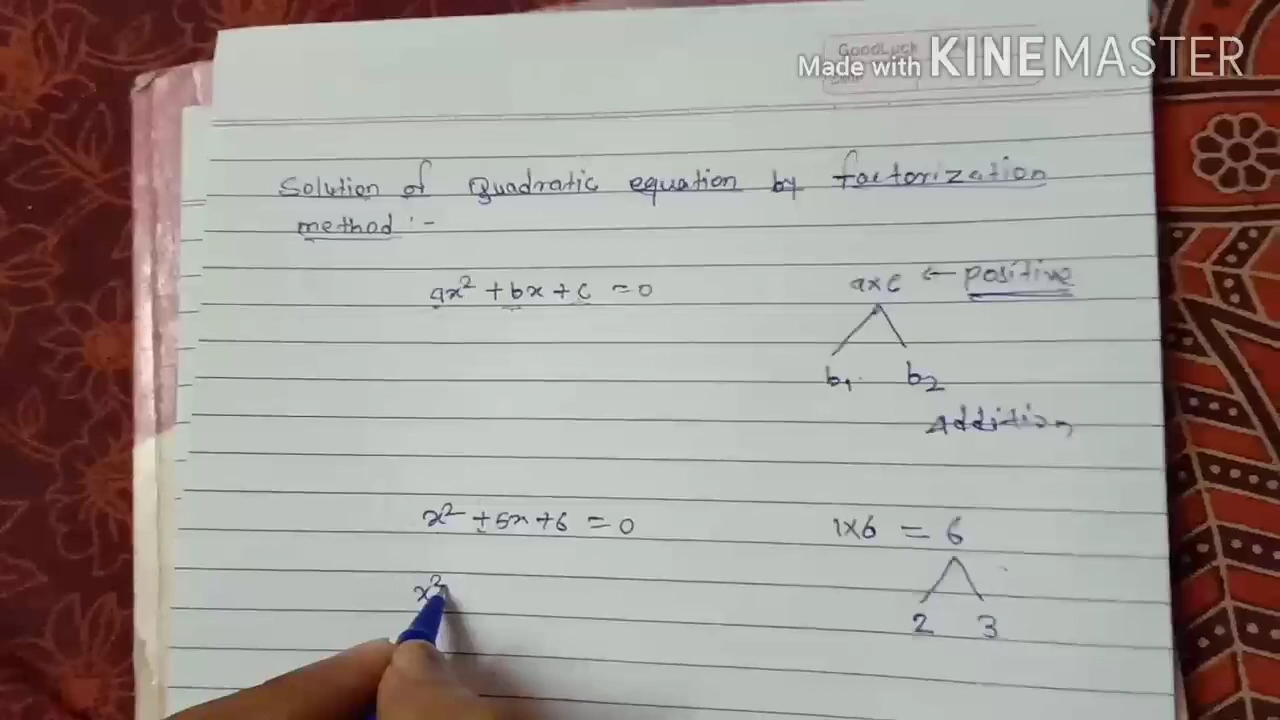 GoodLuck
Made with KINEMASTER
Solution of Quadratic equation by factorization
method :-
ax² + bx + c = 0
a×c ← positive
b₁ b₂
Addition
x² + 5x + 6 = 0
1×6 = 6
x²
2 3